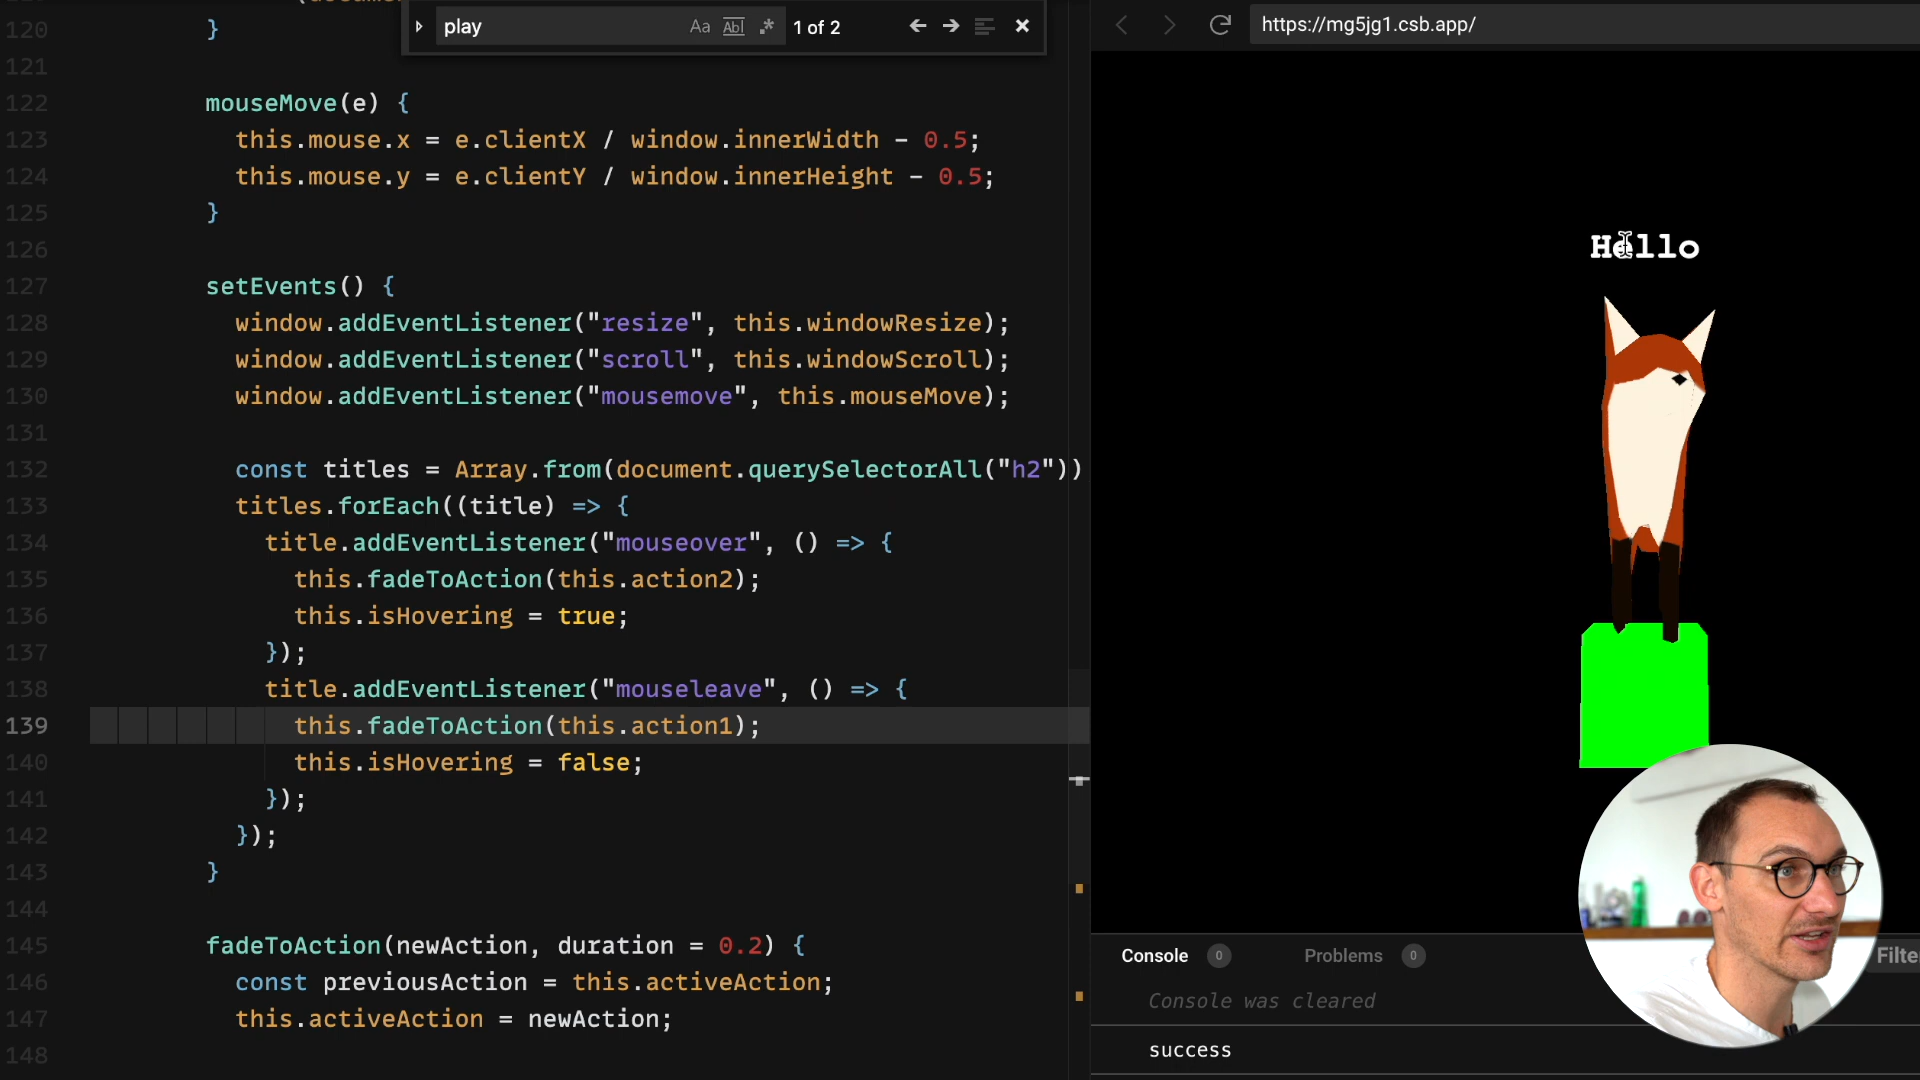 play Aa Abl .* 1 of 2
https://mg5jg1.csb.app/
120 }
121
122 mouseMove(e) {
123 this.mouse.x = e.clientX / window.innerWidth - 0.5;
124 this.mouse.y = e.clientY / window.innerHeight - 0.5;
125 }
126
127 setEvents() {
128 window.addEventListener("resize", this.windowResize);
129 window.addEventListener("scroll", this.windowScroll);
130 window.addEventListener("mousemove", this.mouseMove);
131
132 const titles = Array.from(document.querySelectorAll("h2"))
133 titles.forEach((title) => {
134 title.addEventListener("mouseover", () => {
135 this.fadeToAction(this.action2);
136 this.isHovering = true;
137 });
138 title.addEventListener("mouseleave", () => {
139 this.fadeToAction(this.action1);
140 this.isHovering = false;
141 });
142 });
143 }
144
145 fadeToAction(newAction, duration = 0.2) {
146 const previousAction = this.activeAction;
147 this.activeAction = newAction;
148
Hello
Console 0 Problems 0 Filte
Console was cleared
success